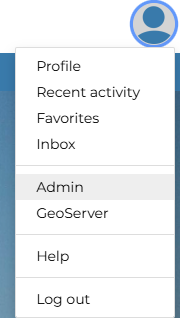 Profile
Recent activity
Favorites
Inbox
Admin
GeoServer
Help
Log out